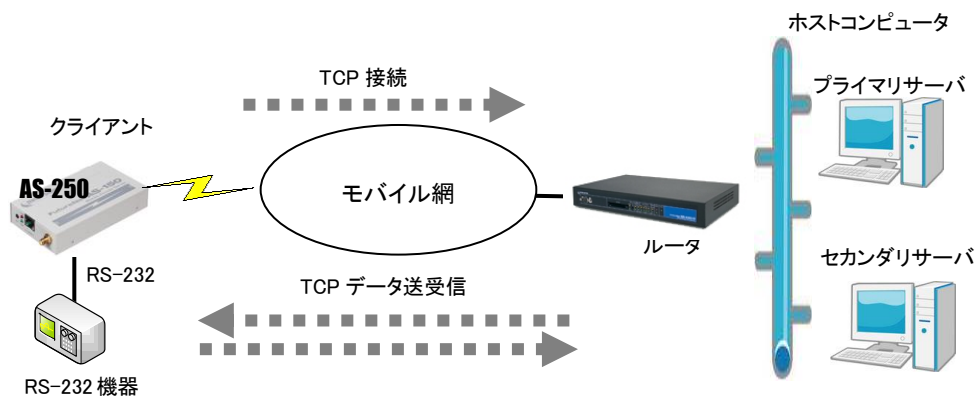 ホストコンピュータ
TCP 接続
プライマリサーバ
クライアント
AS-250
モバイル網
ルータ
セカンダリサーバ
RS-232
TCP データ送受信
RS-232 機器